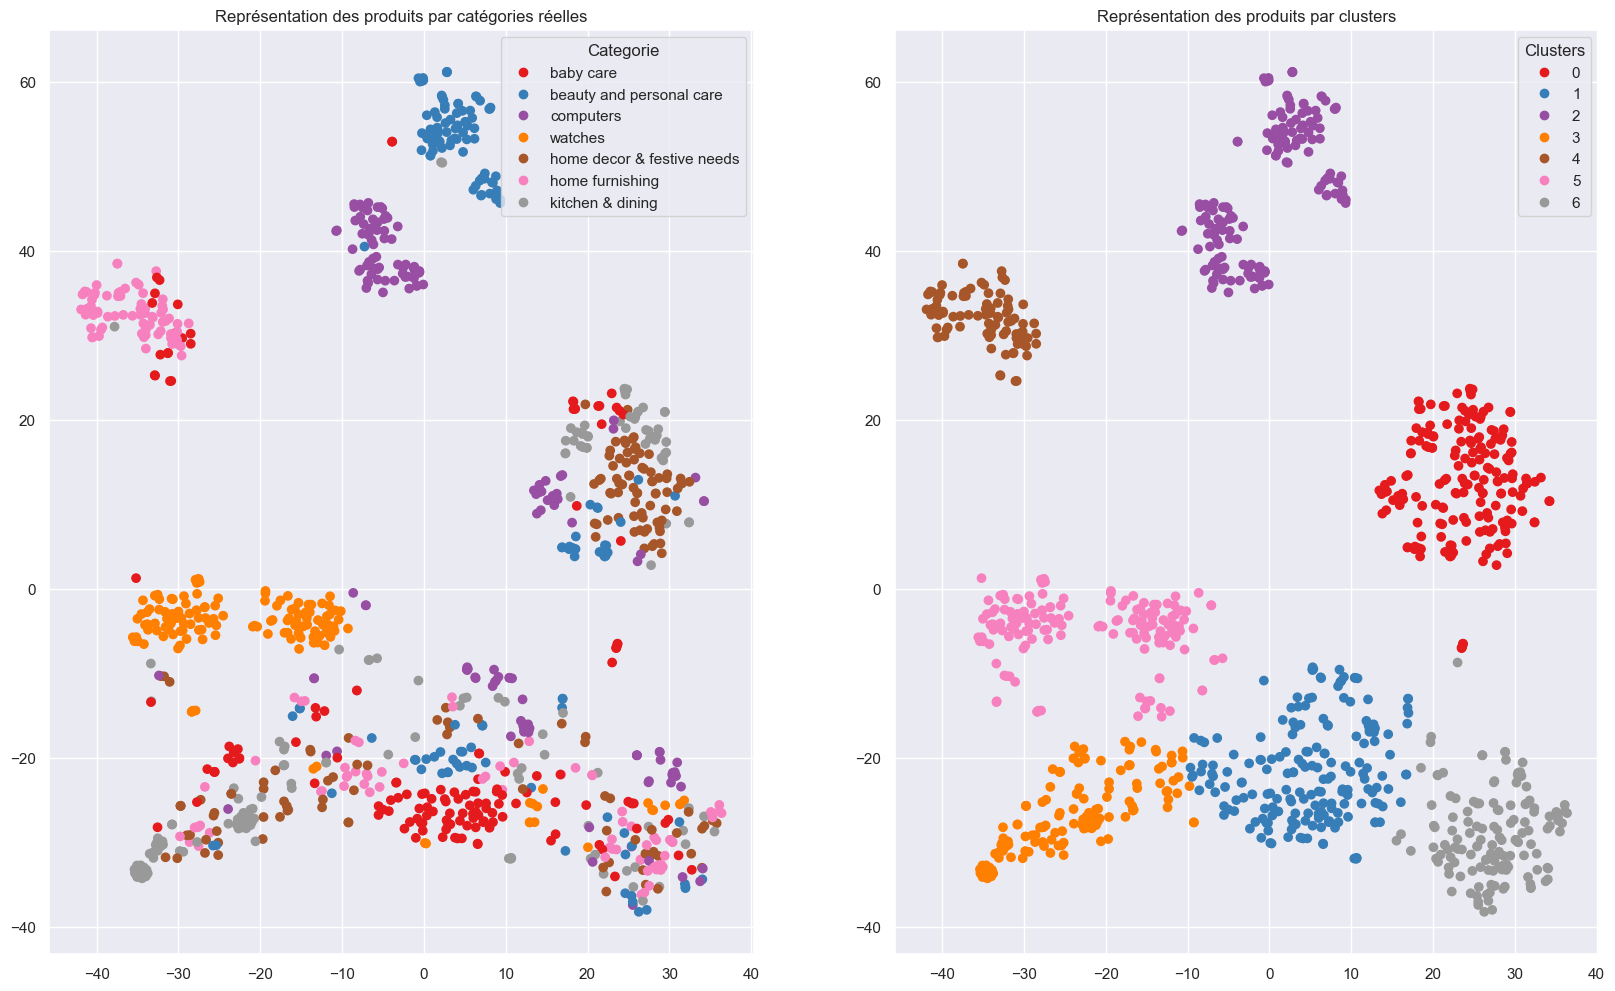 Représentation des produits par catégories réelles
Categorie
baby care
beauty and personal care
computers
watches
home decor & festive needs
home furnishing
kitchen & dining
60
40
20
0
−20
−40
−40 −30 −20 −10 0 10 20 30 40
Représentation des produits par clusters
Clusters
0
1
2
3
4
5
6
60
40
20
0
−20
−40
−40 −30 −20 −10 0 10 20 30 40